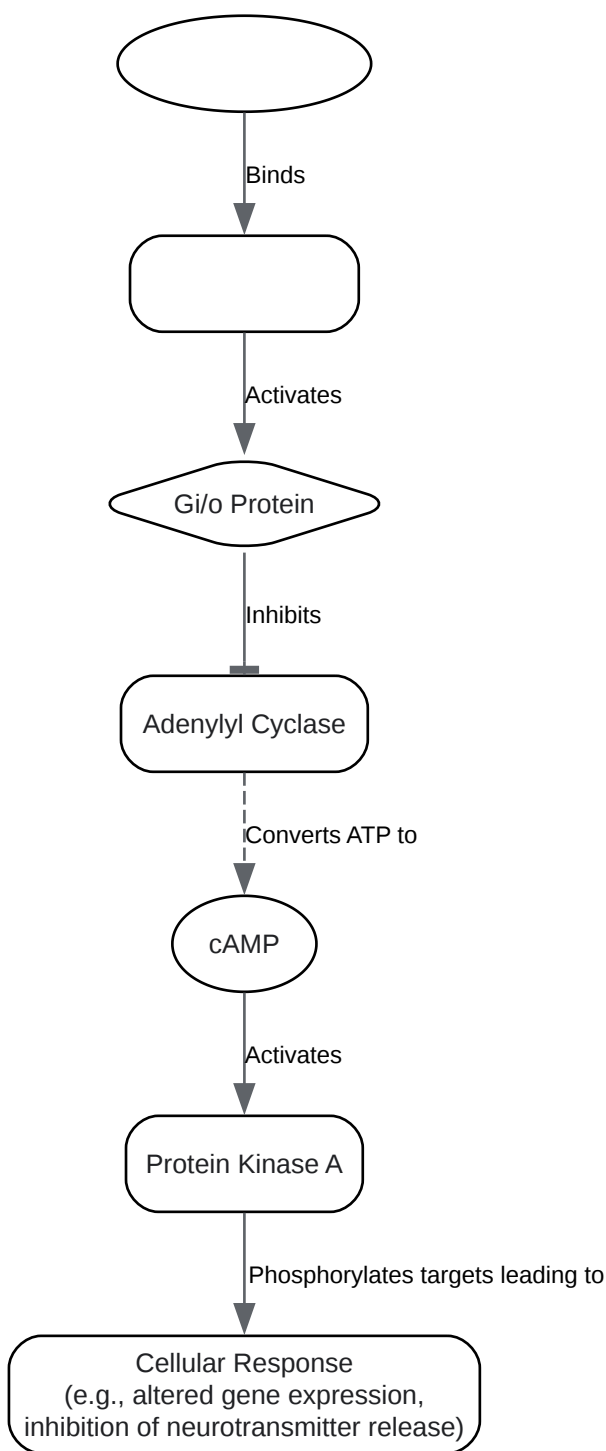 Binds
Activates
Gi/o Protein
Inhibits
Adenylyl Cyclase
Converts ATP to
cAMP
Activates
Protein Kinase A
Phosphorylates targets leading to
Cellular Response
(e.g., altered gene expression,
inhibition of neurotransmitter release)